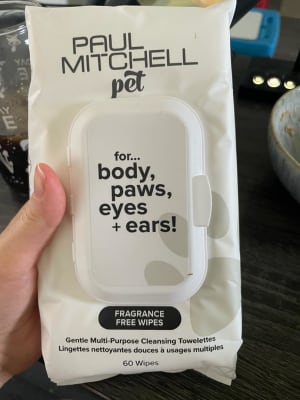 PAUL
MITCHELL
pet
for...
body,
paws,
eyes
+ ears!
FRAGRANCE
FREE WIPES
Gentle Multi-Purpose Cleansing Towelettes
Lingettes nettoyantes douces à usages multiples
60 Wipes